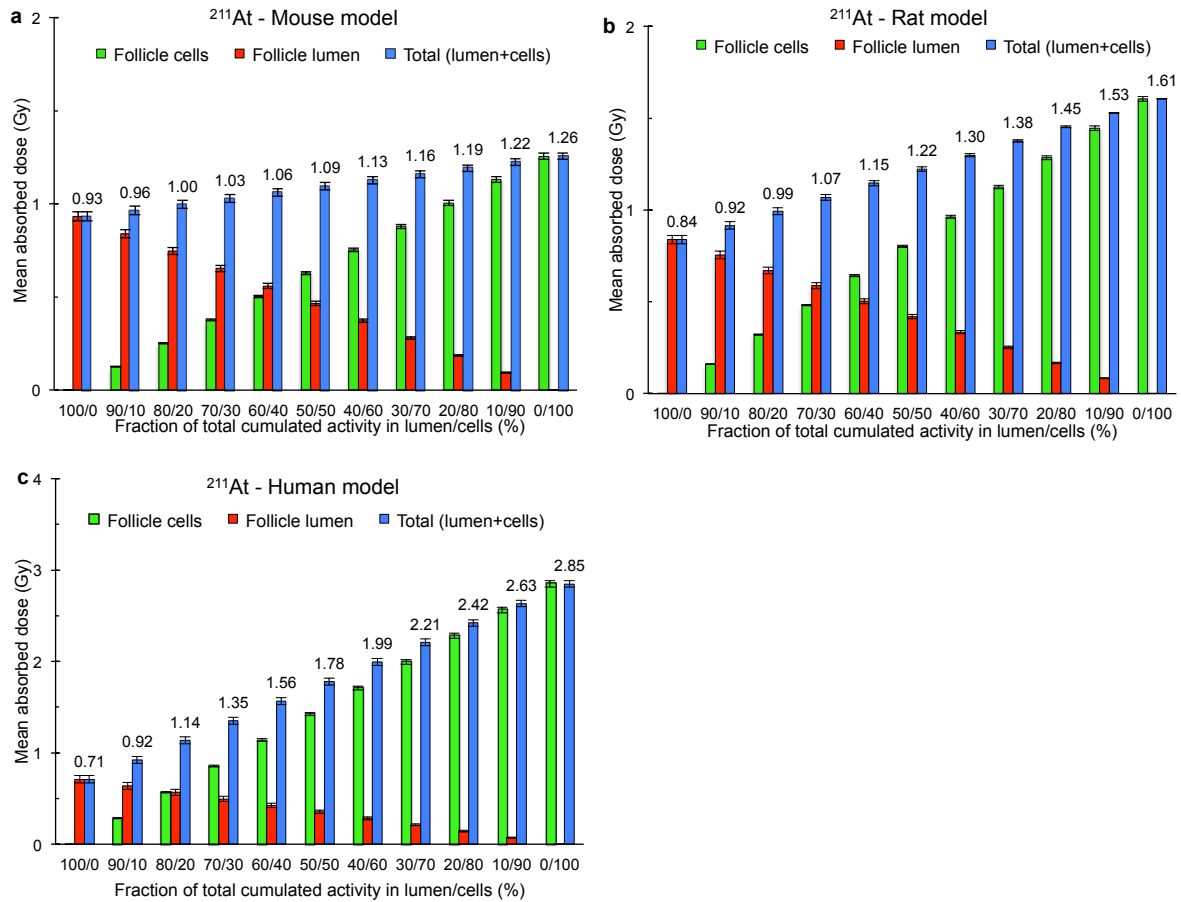 a
²¹¹At - Mouse model
Follicle cells Follicle lumen Total (lumen+cells)
Mean absorbed dose (Gy)
2
1
0
0.93 0.96 1.00 1.03 1.06 1.09 1.13 1.16 1.19 1.22 1.26
100/0 90/10 80/20 70/30 60/40 50/50 40/60 30/70 20/80 10/90 0/100
Fraction of total cumulated activity in lumen/cells (%)
b
²¹¹At - Rat model
Follicle cells Follicle lumen Total (lumen+cells)
Mean absorbed dose (Gy)
2
1
0
0.84 0.92 0.99 1.07 1.15 1.22 1.30 1.38 1.45 1.53 1.61
100/0 90/10 80/20 70/30 60/40 50/50 40/60 30/70 20/80 10/90 0/100
Fraction of total cumulated activity in lumen/cells (%)
c
²¹¹At - Human model
Follicle cells Follicle lumen Total (lumen+cells)
Mean absorbed dose (Gy)
4
3
2
1
0
0.71 0.92 1.14 1.35 1.56 1.78 1.99 2.21 2.42 2.63 2.85
100/0 90/10 80/20 70/30 60/40 50/50 40/60 30/70 20/80 10/90 0/100
Fraction of total cumulated activity in lumen/cells (%)